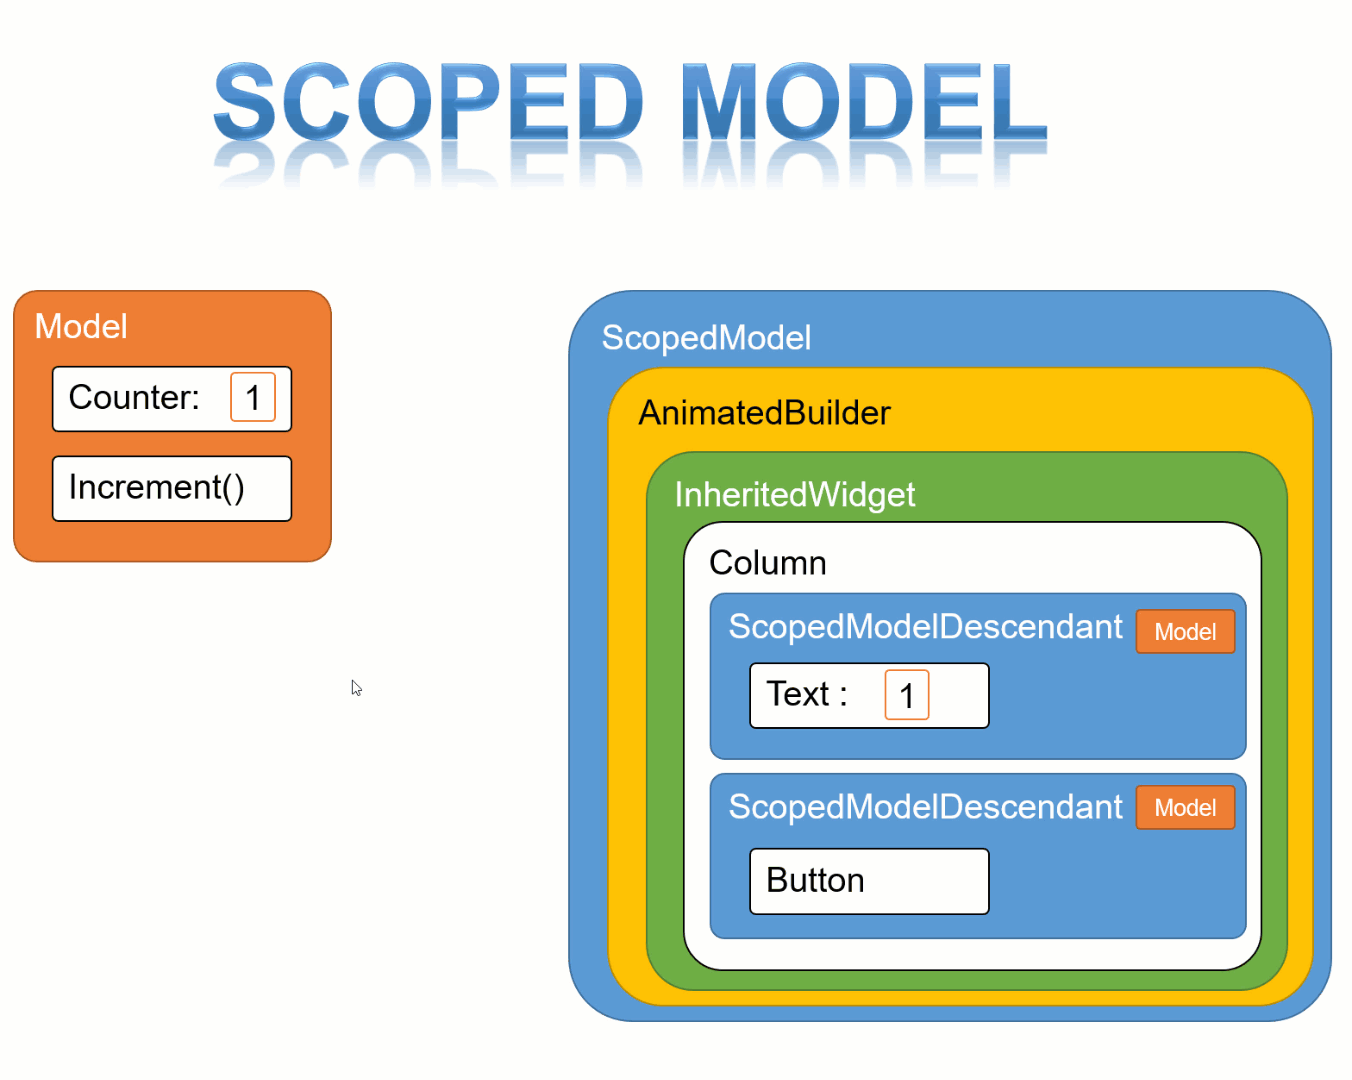 SCOPED MODEL
Model
Counter: 1
Increment()
ScopedModel
AnimatedBuilder
InheritedWidget
Column
ScopedModelDescendant Model
Text : 1
ScopedModelDescendant Model
Button